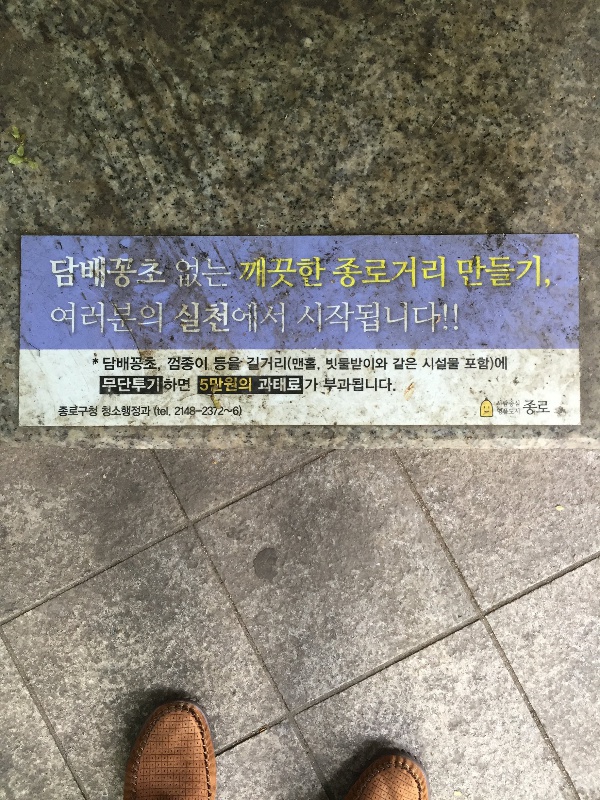 담배꽁초 없는 깨끗한 종로거리 만들기,
여러분의 실천에서 시작됩니다!!
* 담배꽁초, 껌종이 등을 길거리(맨홀, 빗물받이와 같은 시설물 포함)에
무단투기하면 5만원의 과태료가 부과됩니다.
종로구청 청소행정과 (tel. 2148-2372~6)
종로